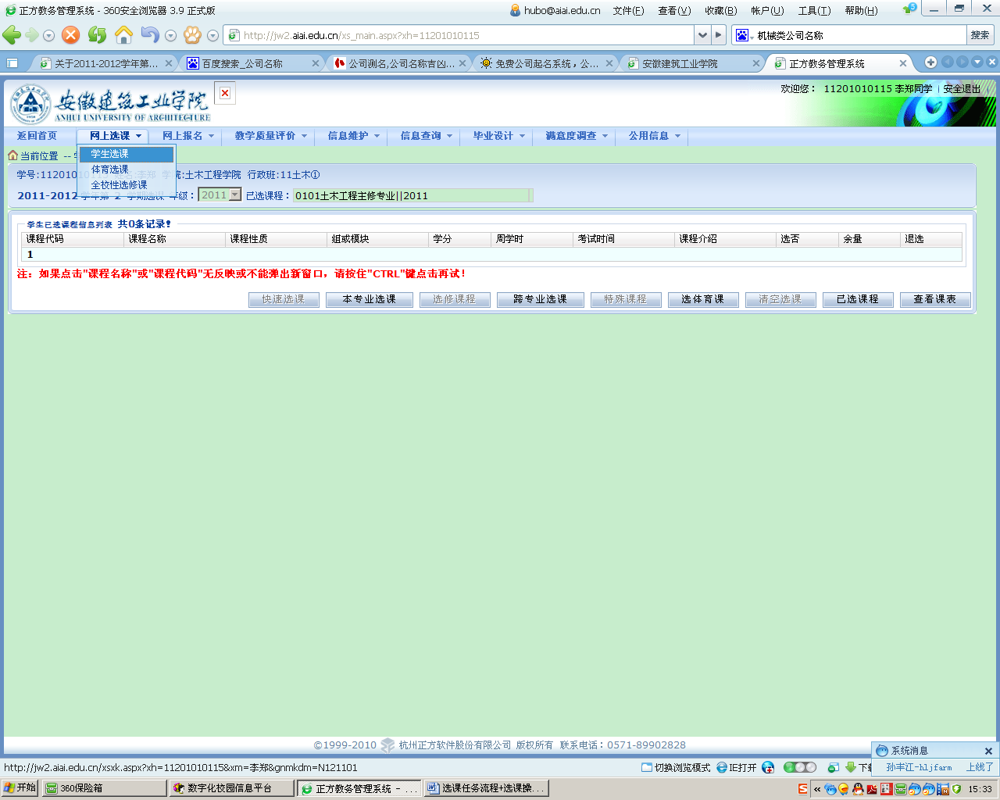 正方教务管理系统 - 360安全浏览器 3.9 正式版
hubo@aiai.edu.cn 文件(F) 查看(V) 收藏(B) 帐户(U) 工具(T) 帮助(H) 5
http://jw2.aiai.edu.cn/xs_main.aspx?xh=11201010115 机械类公司名称 搜索
关于2011-2012学年第... 百度搜索_公司名称 公司测名,公司名称吉凶... 免费公司起名系统，公... 安徽建筑工业学院 正方教务管理系统
安徽建筑工业学院
ANHUI UNIVERSITY OF ARCHITECTURE
欢迎您： 11201010115 李郑同学 安全退出
返回首页 网上选课 网上报名 教学质量评价 信息维护 信息查询 毕业设计 满意度调查 公用信息
学生选课
体育选课
全校性选修课
当前位置 --
学号:11201010115 姓名:李郑 学院:土木工程学院 行政班:11土木①
2011-2012 学年第 2 学期选课 年级： 2011 已选课程： 0101土木工程主修专业||2011
学生已选课程信息列表 共0条记录!
课程代码 课程名称 课程性质 组或模块 学分 周学时 考试时间 课程介绍 选否 余量 退选
1
注：如果点击"课程名称"或"课程代码"无反映或不能弹出新窗口，请按住"CTRL"键点击再试！
快速选课 本专业选课 选修课程 跨专业选课 特殊课程 选体育课 清空选课 已选课程 查看课表
©1999-2010 杭州正方软件股份有限公司 版权所有 联系电话：0571-89902828
系统消息
孙丰江-hljfarm 上线了
http://jw2.aiai.edu.cn/xsxk.aspx?xh=11201010115&xm=李郑&gnmkdm=N121101 切换浏览模式 IE打开 下载
开始 360保险箱 数字化校园信息平台 正方教务管理系统 - ... 选课任务流程+选课操... 15:33